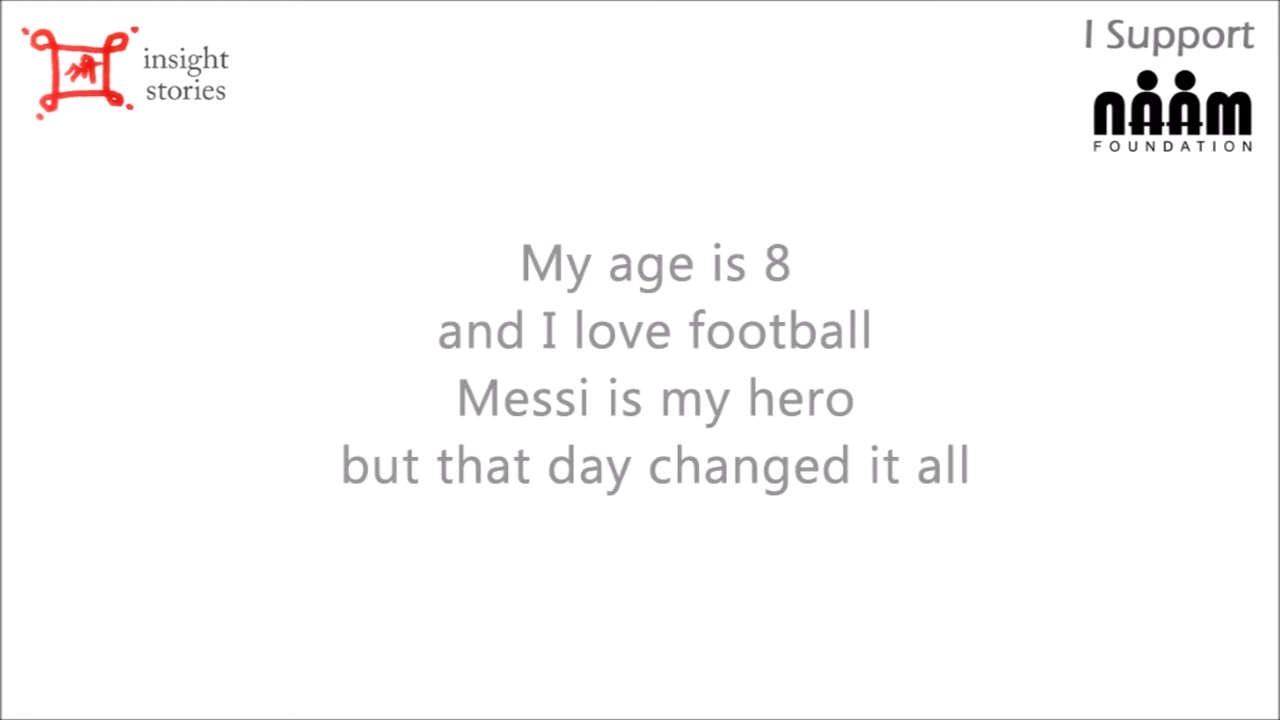 insight
stories
I Support
NAAM
FOUNDATION
My age is 8
and I love football
Messi is my hero
but that day changed it all